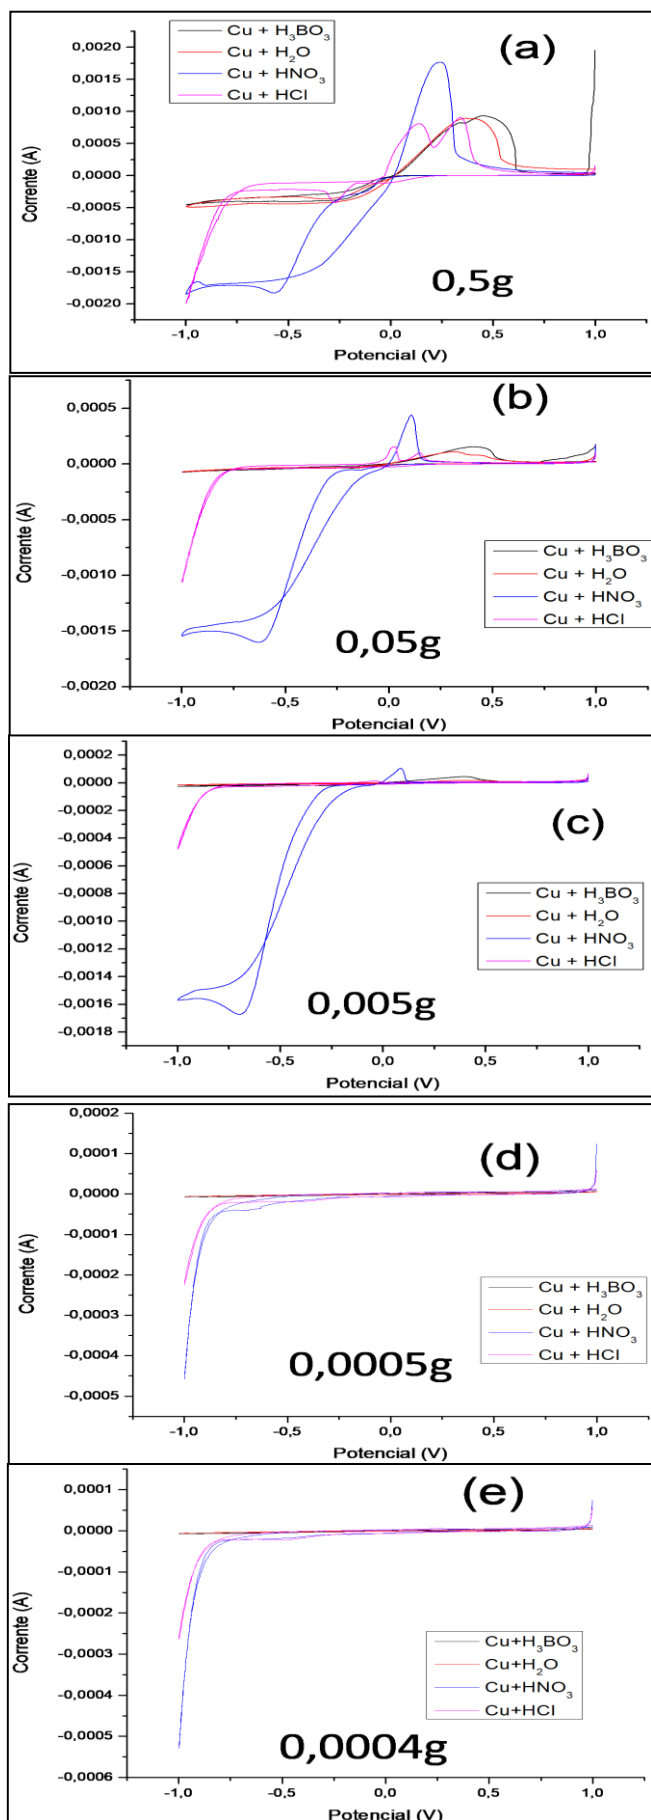 (a)
Cu + H₃BO₃
Cu + H₂O
Cu + HNO₃
Cu + HCl
0,0020
0,0015
0,0010
0,0005
0,0000
-0,0005
-0,0010
-0,0015
-0,0020
Corrente (A)
0,5g
-1,0 -0,5 0,0 0,5 1,0
Potencial (V)
(b)
0,0005
0,0000
-0,0005
-0,0010
-0,0015
-0,0020
Corrente (A)
Cu + H₃BO₃
Cu + H₂O
Cu + HNO₃
Cu + HCl
0,05g
-1,0 -0,5 0,0 0,5 1,0
Potencial (V)
(c)
0,0002
0,0000
-0,0002
-0,0004
-0,0006
-0,0008
-0,0010
-0,0012
-0,0014
-0,0016
-0,0018
Corrente (A)
Cu + H₃BO₃
Cu + H₂O
Cu + HNO₃
Cu + HCl
0,005g
-1,0 -0,5 0,0 0,5 1,0
Potencial (V)
(d)
0,0002
0,0001
0,0000
-0,0001
-0,0002
-0,0003
-0,0004
-0,0005
Corrente (A)
Cu + H₃BO₃
Cu + H₂O
Cu + HNO₃
Cu + HCl
0,0005g
-1,0 -0,5 0,0 0,5 1,0
Potencial (V)
(e)
0,0001
0,0000
-0,0001
-0,0002
-0,0003
-0,0004
-0,0005
-0,0006
Corrente (A)
Cu+H₃BO₃
Cu+H₂O
Cu+HNO₃
Cu+HCl
0,0004g
-1,0 -0,5 0,0 0,5 1,0
Potencial (V)